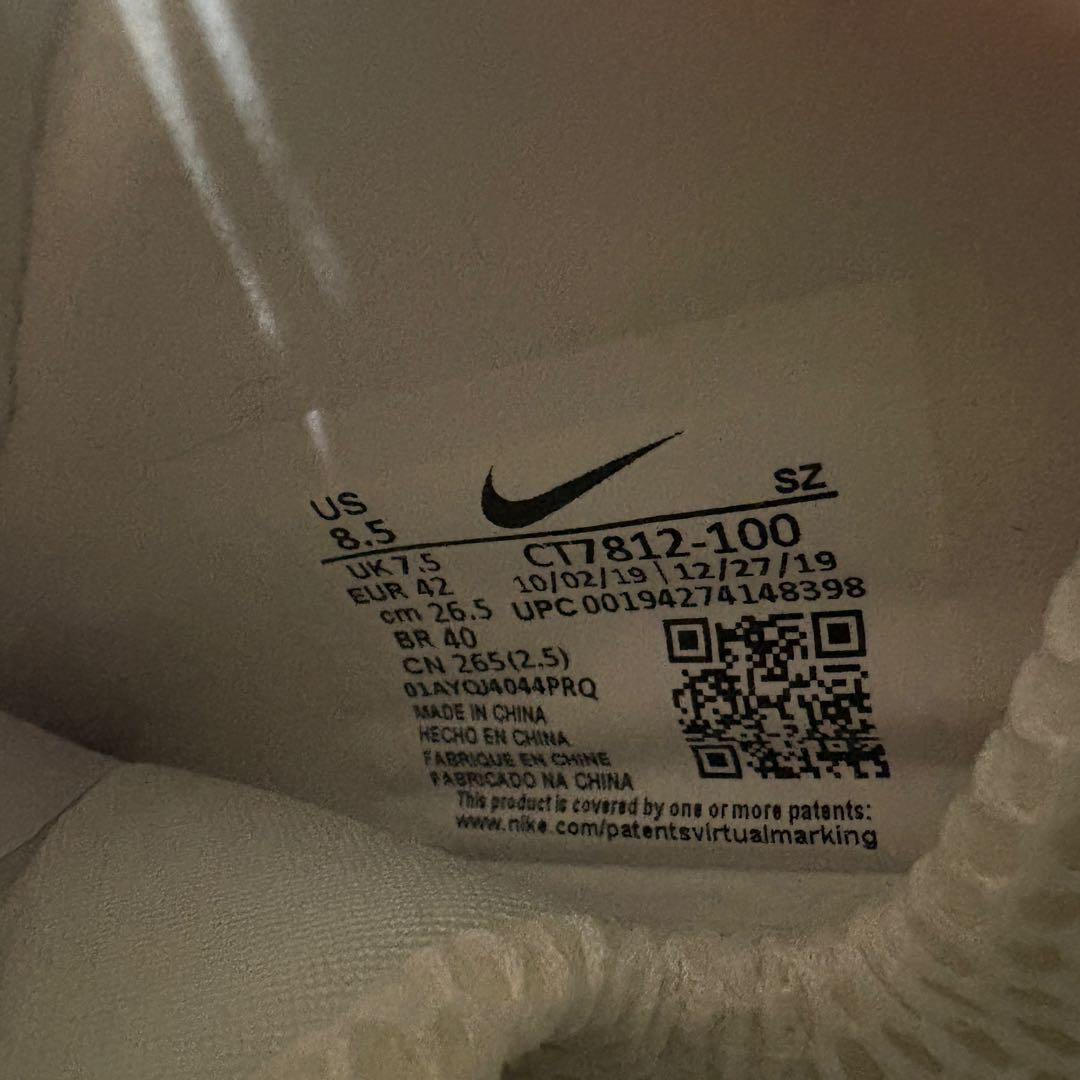 US
8.5
SZ
UK 7.5
CT7812-100
EUR 42
10/02/19 \ 12/27/19
cm 26.5
UPC 00194274148398
BR 40
CN 265(2.5)
01AYQJ4044PRQ
MADE IN CHINA
HECHO EN CHINA
FABRIQUE EN CHINE
FABRICADO NA CHINA
This product is covered by one or more patents:
www.nike.com/patentsvirtualmarking